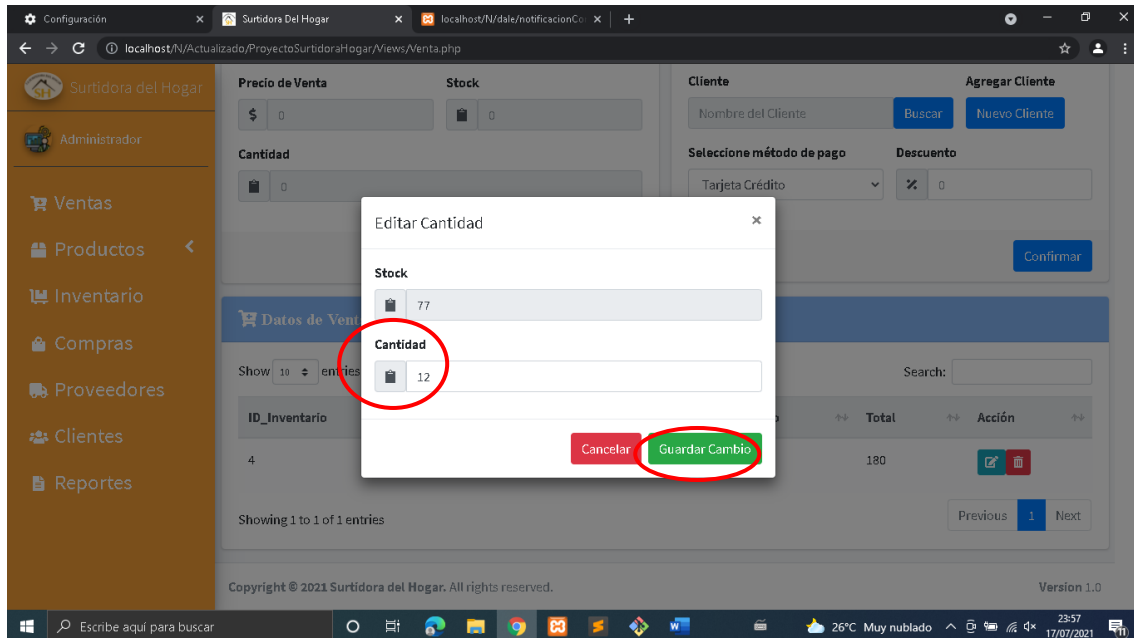 Configuración
Surtidora Del Hogar
localhost/N/dale/notificacionCo
localhost/N/Actualizado/ProyectoSurtidoraHogar/Views/Venta.php
Surtidora del Hogar
Administrador
Ventas
Productos
Inventario
Compras
Proveedores
Clientes
Reportes
Precio de Venta
Stock
$ 0
0
Cantidad
0
Cliente
Agregar Cliente
Nombre del Cliente
Buscar
Nuevo Cliente
Seleccione método de pago
Descuento
Tarjeta Crédito
% 0
Confirmar
Editar Cantidad ×
Stock
77
Cantidad
12
Cancelar
Guardar Cambio
Datos de Vent
Show 10 entries
Search:
ID_Inventario
Total
Acción
4
180
Showing 1 to 1 of 1 entries
Previous 1 Next
Copyright © 2021 Surtidora del Hogar. All rights reserved.
Version 1.0
Escribe aquí para buscar
26°C Muy nublado
23:57
17/07/2021